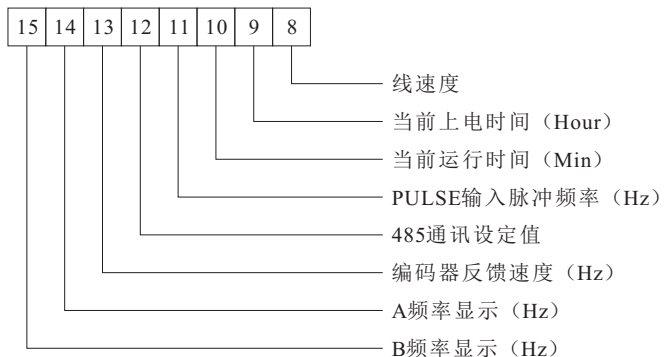 15 14 13 12 11 10 9 8
线速度
当前上电时间（Hour）
当前运行时间（Min）
PULSE输入脉冲频率（Hz）
485通讯设定值
编码器反馈速度（Hz）
A频率显示（Hz）
B频率显示（Hz）